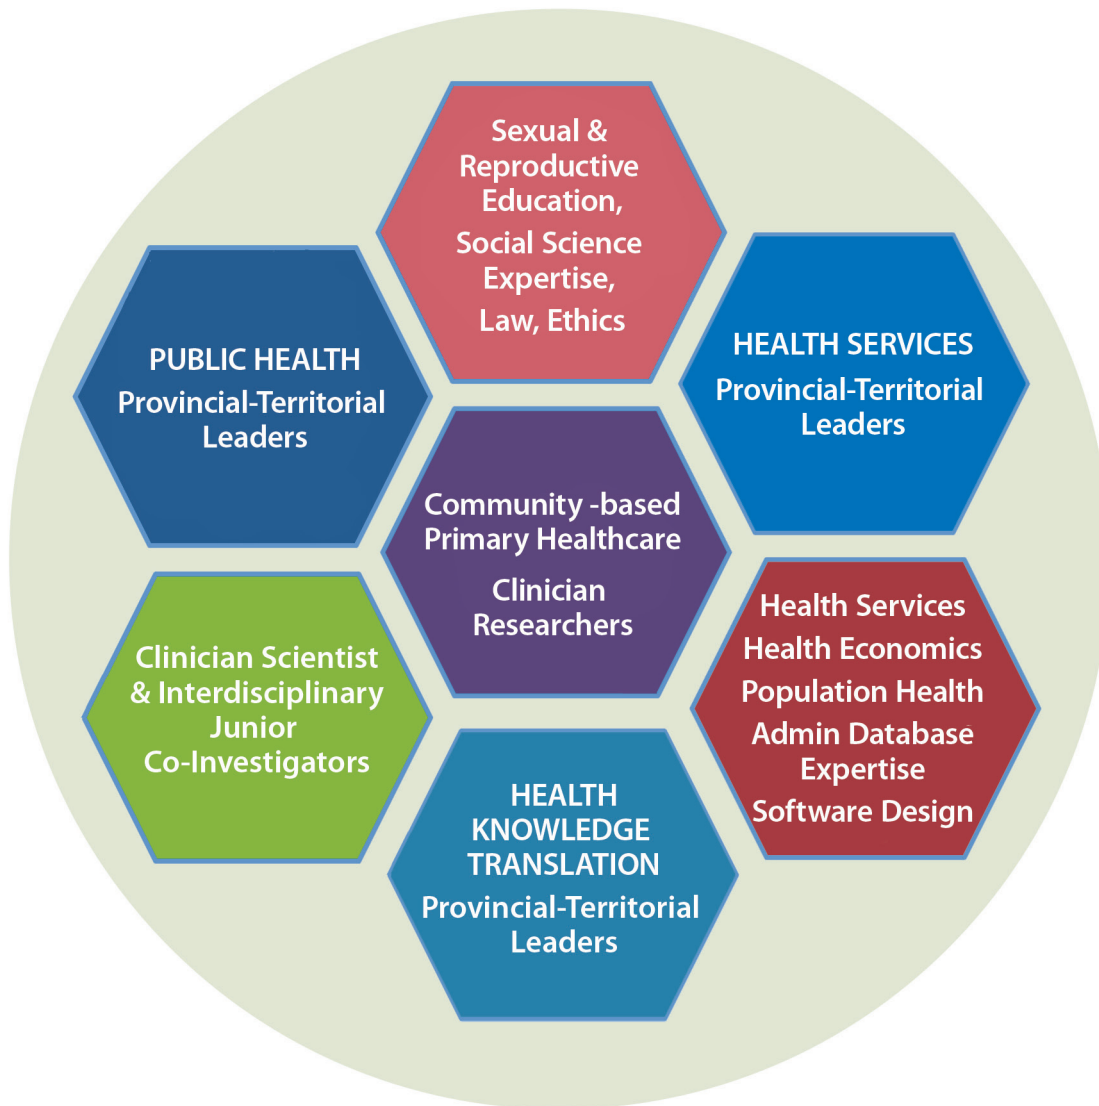 Sexual &
Reproductive
Education,
Social Science
Expertise,
Law, Ethics
PUBLIC HEALTH
Provincial-Territorial
Leaders
HEALTH SERVICES
Provincial-Territorial
Leaders
Community -based
Primary Healthcare
Clinician
Researchers
Clinician Scientist
& Interdisciplinary
Junior
Co-Investigators
Health Services
Health Economics
Population Health
Admin Database
Expertise
Software Design
HEALTH
KNOWLEDGE
TRANSLATION
Provincial-Territorial
Leaders